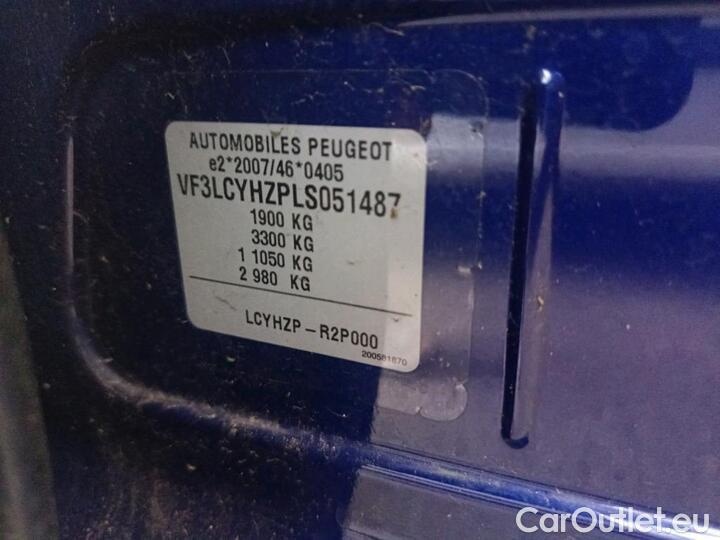 AUTOMOBILES PEUGEOT
e2*2007/46*0405
VF3LCYHZPLS051487
1900 KG
3300 KG
1 1050 KG
2 980 KG
LCYHZP-R2P000
200581870
CarOutlet.eu